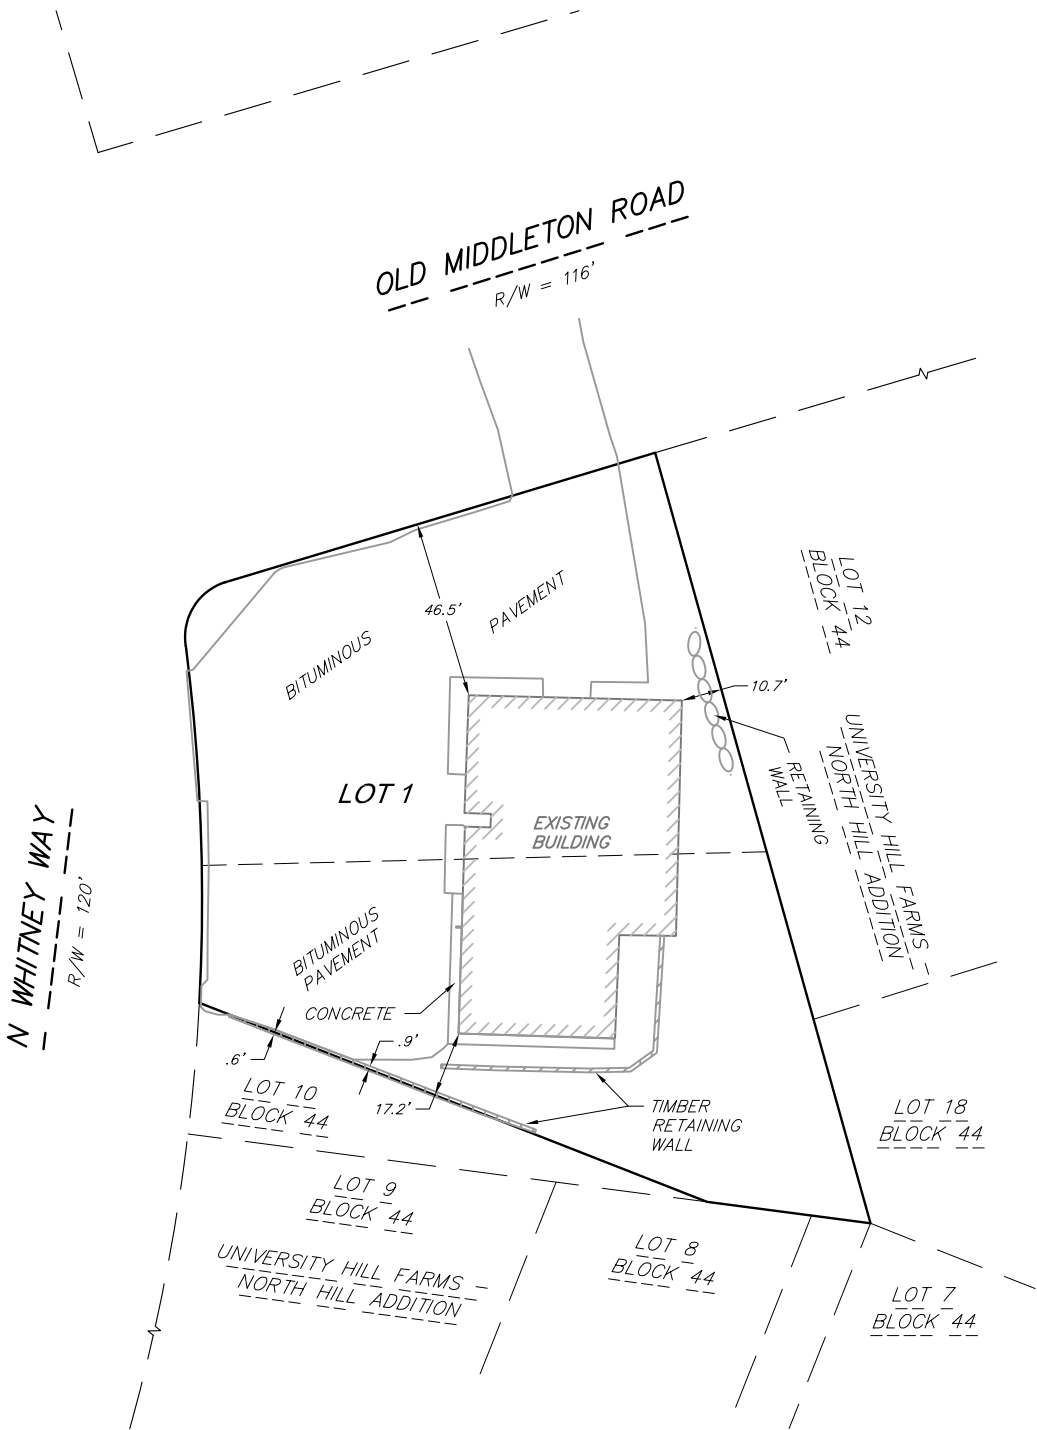 OLD MIDDLETON ROAD
R/W = 116'
46.5'
PAVEMENT
BITUMINOUS
LOT 12
BLOCK 44
10.7'
RETAINING
WALL
UNIVERSITY HILL FARMS -
NORTH HILL ADDITION
LOT 1
EXISTING
BUILDING
N WHITNEY WAY
R/W = 120'
BITUMINOUS
PAVEMENT
CONCRETE
.9'
.6'
17.2'
LOT 10
BLOCK 44
TIMBER
RETAINING
WALL
LOT 18
BLOCK 44
LOT 9
BLOCK 44
UNIVERSITY HILL FARMS -
NORTH HILL ADDITION
LOT 8
BLOCK 44
LOT 7
BLOCK 44